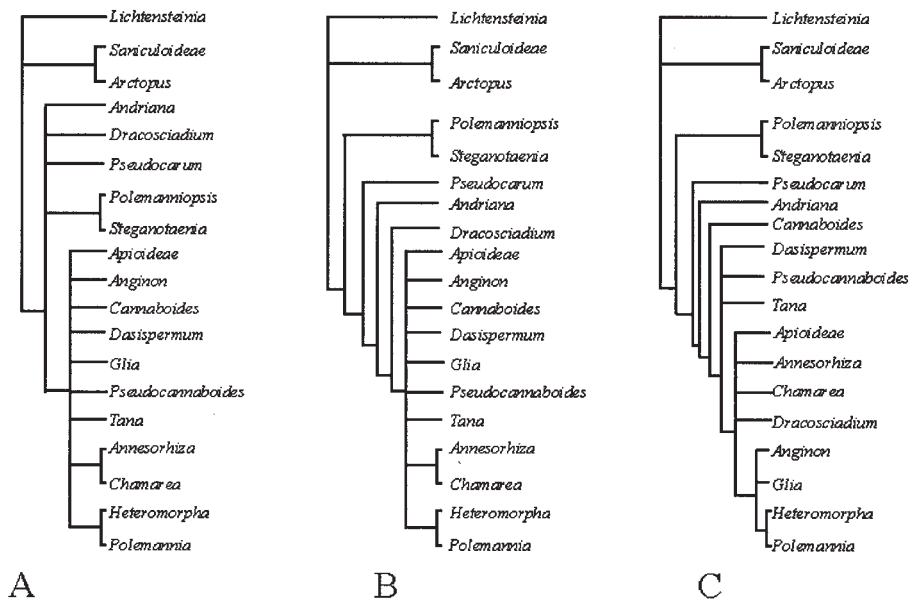 Lichtensteinia
Saniculoideae
Arctopus
Andriana
Dracosciadium
Pseudocarum
Polemanniopsis
Steganotaenia
Apioideae
Anginon
Cannaboides
Dasispermum
Glia
Pseudocannaboides
Tana
Annesorhiza
Chamarea
Heteromorpha
Polemannia
A
Lichtensteinia
Saniculoideae
Arctopus
Polemanniopsis
Steganotaenia
Pseudocarum
Andriana
Dracosciadium
Apioideae
Anginon
Cannaboides
Dasispermum
Glia
Pseudocannaboides
Tana
Annesorhiza
Chamarea
Heteromorpha
Polemannia
B
Lichtensteinia
Saniculoideae
Arctopus
Polemanniopsis
Steganotaenia
Pseudocarum
Andriana
Cannaboides
Dasispermum
Pseudocannaboides
Tana
Apioideae
Annesorhiza
Chamarea
Dracosciadium
Anginon
Glia
Heteromorpha
Polemannia
C